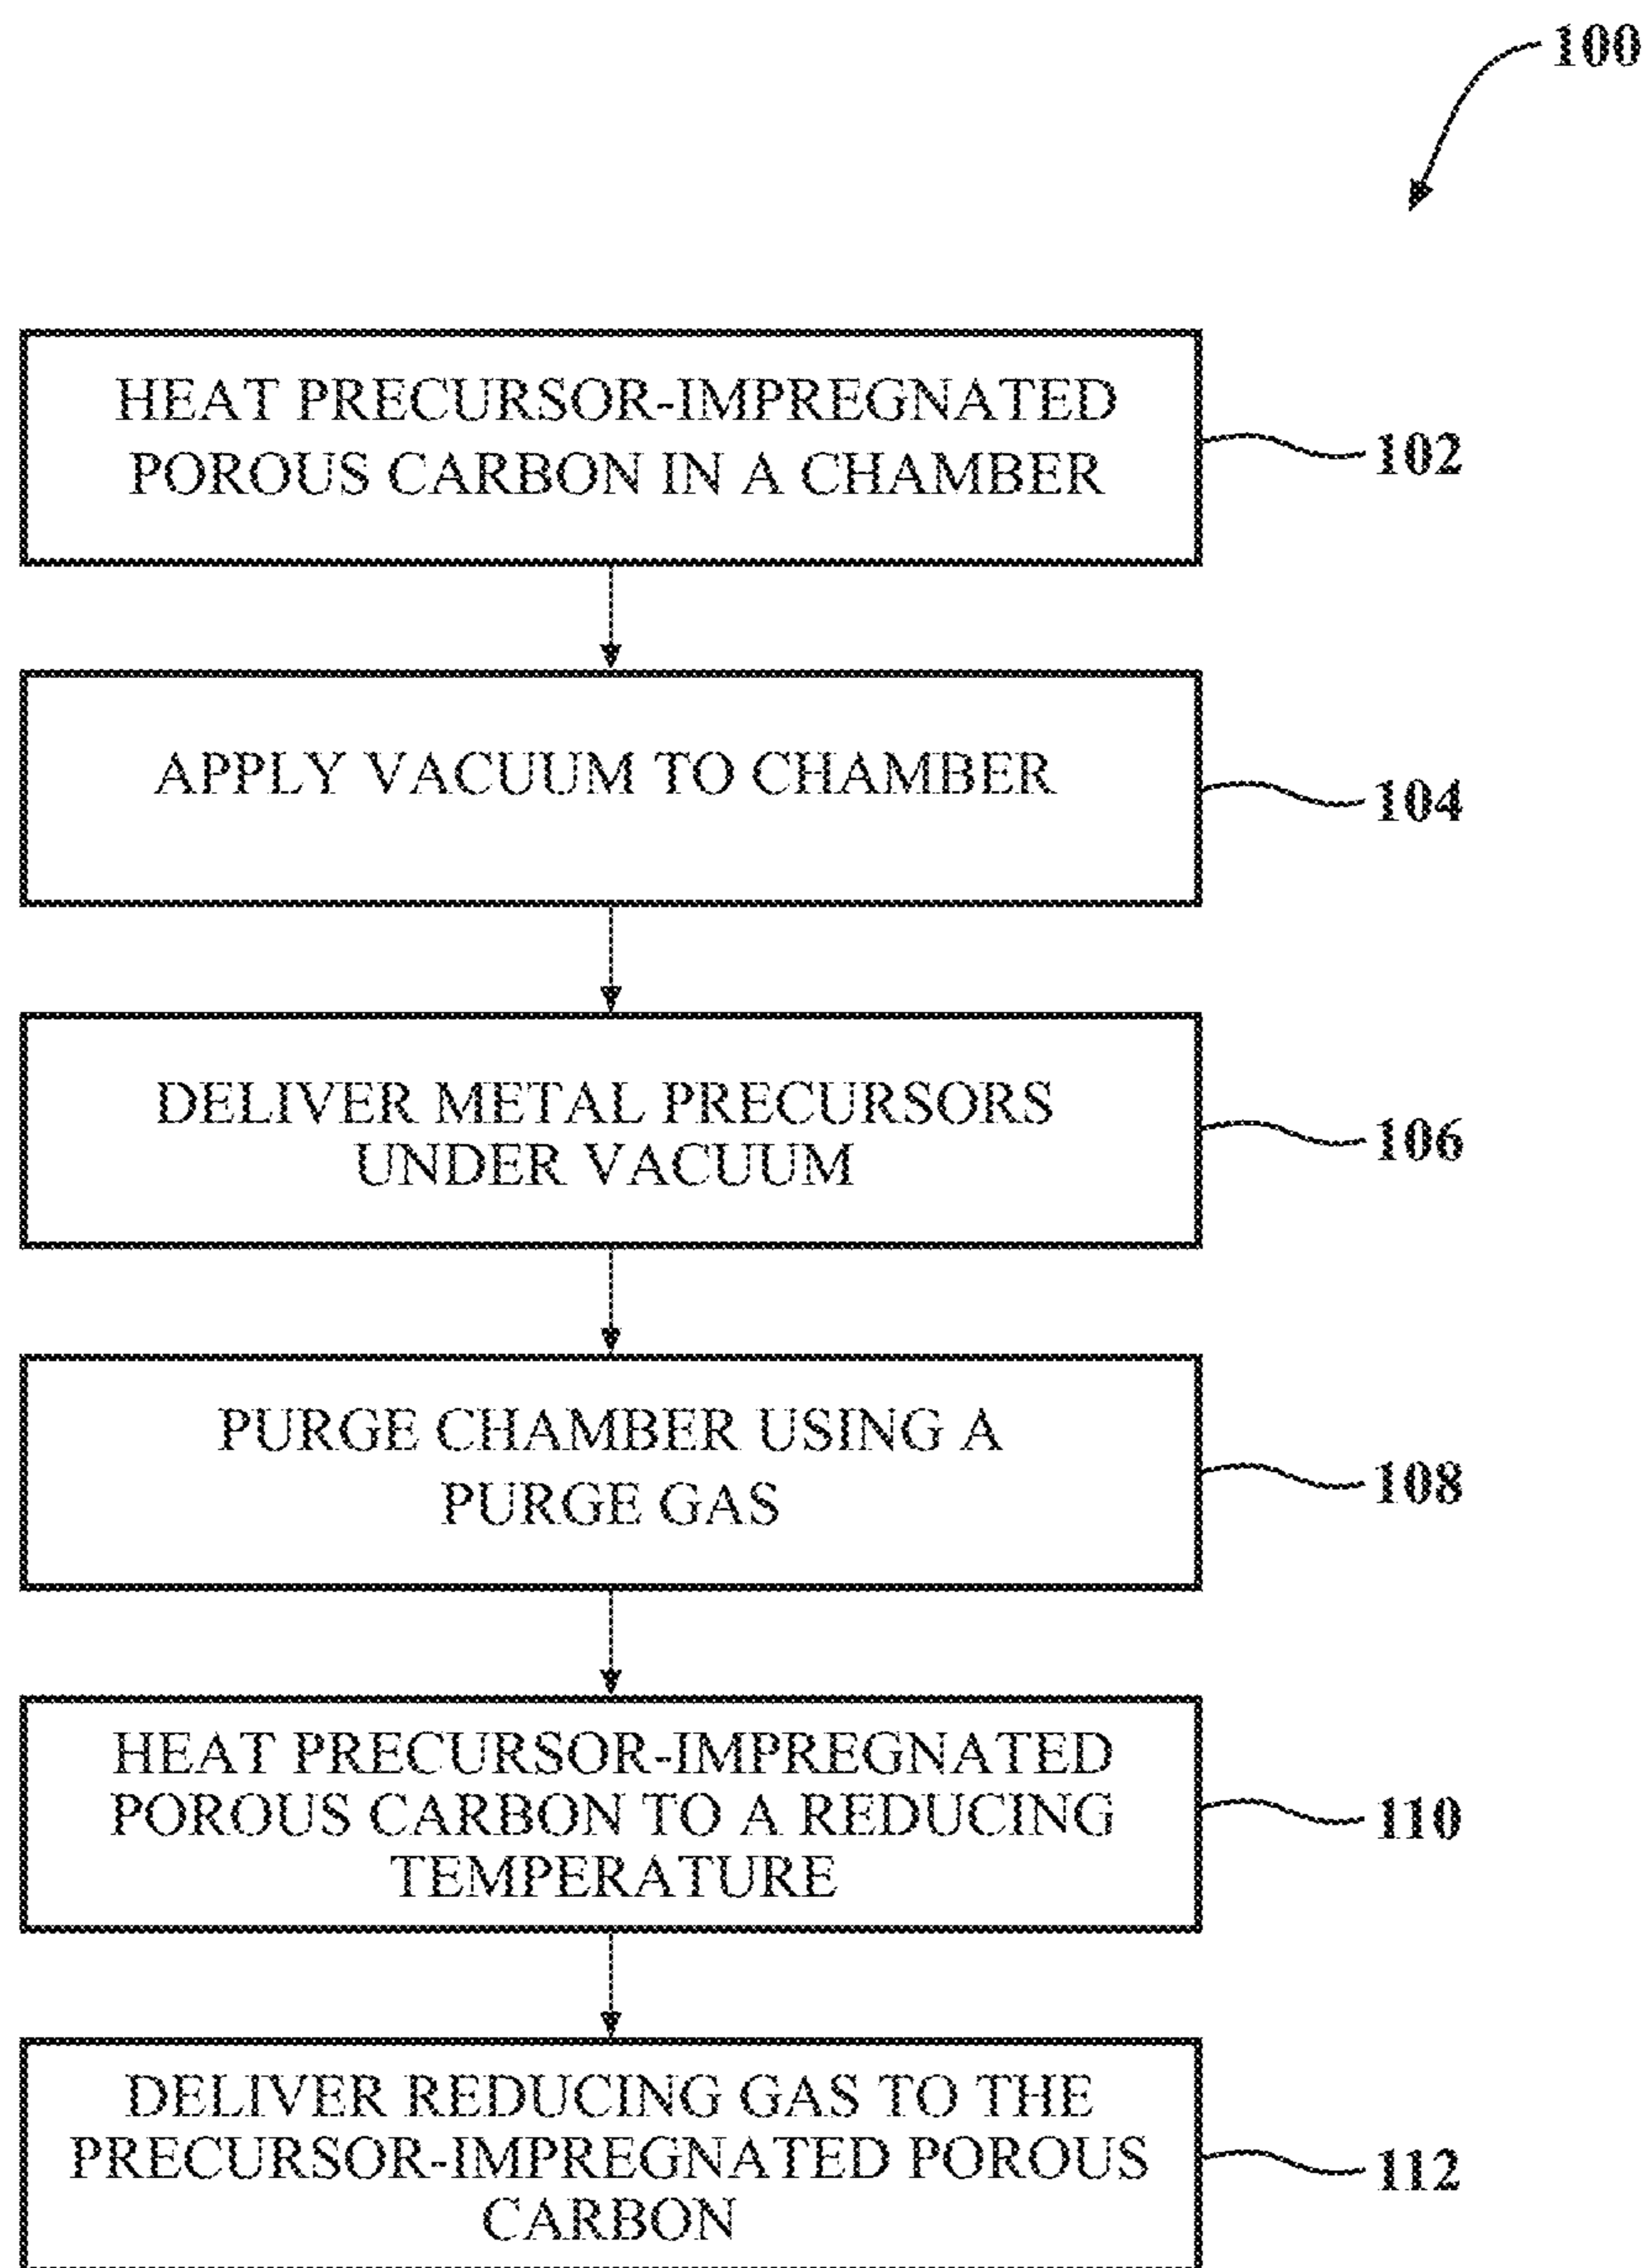 100
HEAT PRECURSOR-IMPREGNATED
POROUS CARBON IN A CHAMBER
102
APPLY VACUUM TO CHAMBER
104
DELIVER METAL PRECURSORS
UNDER VACUUM
106
PURGE CHAMBER USING A
PURGE GAS
108
HEAT PRECURSOR-IMPREGNATED
POROUS CARBON TO A REDUCING
TEMPERATURE
110
DELIVER REDUCING GAS TO THE
PRECURSOR-IMPREGNATED POROUS
CARBON
112